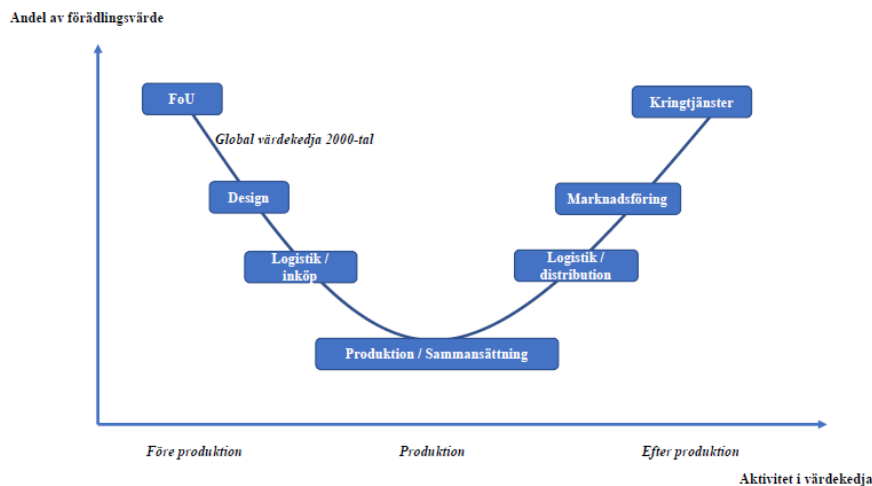 Andel av förädlingsvärde
FoU
Kringtjänster
Global värdekedja 2000-tal
Design
Marknadsföring
Logistik /
inköp
Logistik /
distribution
Produktion / Sammansättning
Före produktion
Produktion
Efter produktion
Aktivitet i värdekedja